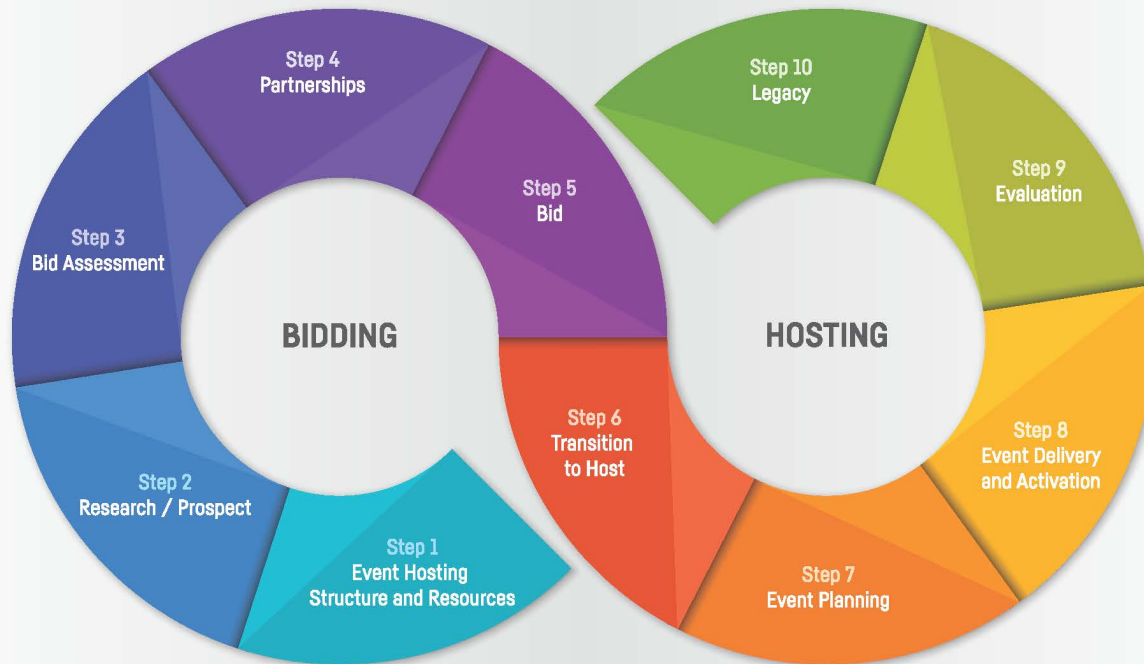 BIDDING
Step 1
Event Hosting
Structure and Resources
Step 2
Research / Prospect
Step 3
Bid Assessment
Step 4
Partnerships
Step 5
Bid
HOSTING
Step 6
Transition
to Host
Step 7
Event Planning
Step 8
Event Delivery
and Activation
Step 9
Evaluation
Step 10
Legacy